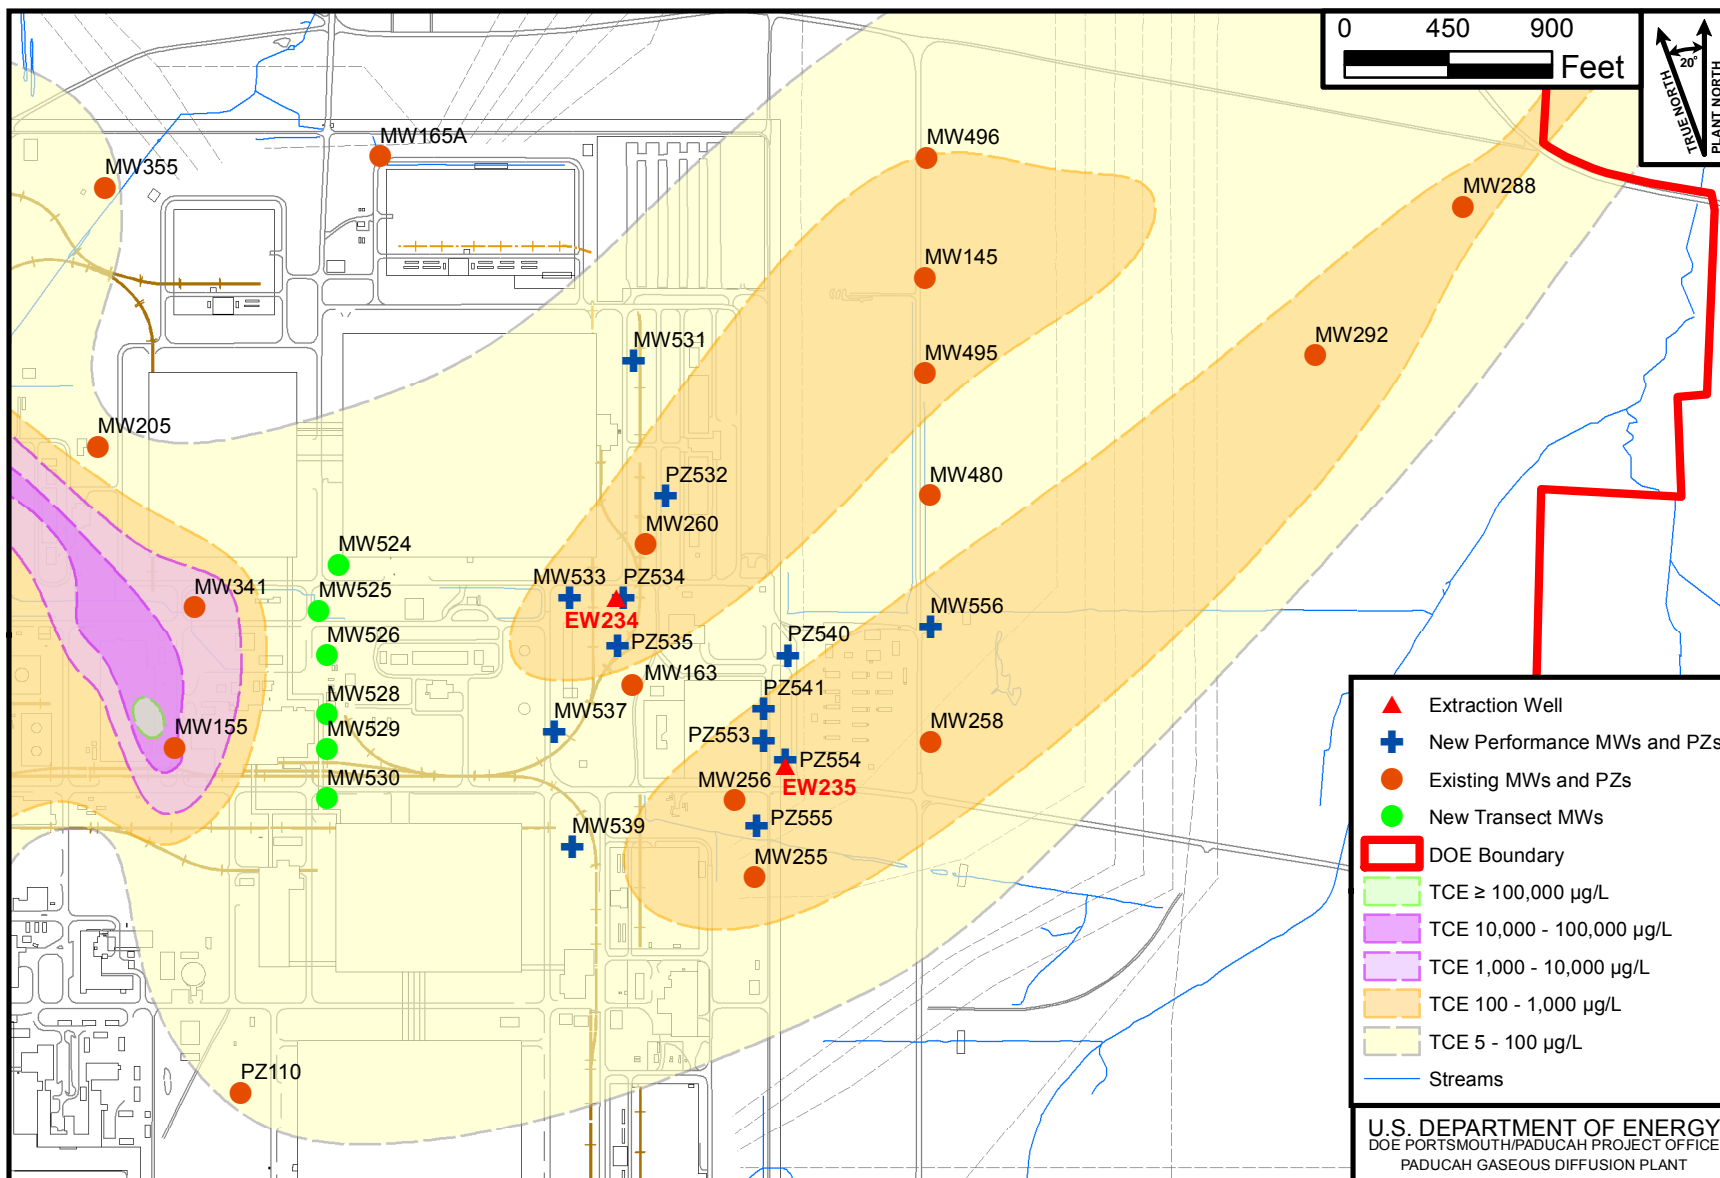 0 450 900
Feet
20°
TRUE NORTH
PLANT NORTH
MW496
MW165A
MW355
MW288
MW145
MW531
MW495
MW292
MW205
PZ532
MW480
MW260
MW524
MW533
PZ534
MW341
MW525
EW234
MW556
MW526
PZ535
PZ540
MW163
PZ541
MW528
MW537
MW155
MW529
PZ553
MW258
PZ554
MW530
MW256
EW235
MW539
PZ555
MW255
PZ110
Extraction Well
New Performance MWs and PZs
Existing MWs and PZs
New Transect MWs
DOE Boundary
TCE ≥ 100,000 µg/L
TCE 10,000 - 100,000 µg/L
TCE 1,000 - 10,000 µg/L
TCE 100 - 1,000 µg/L
TCE 5 - 100 µg/L
Streams
U.S. DEPARTMENT OF ENERGY
DOE PORTSMOUTH/PADUCAH PROJECT OFFICE
PADUCAH GASEOUS DIFFUSION PLANT